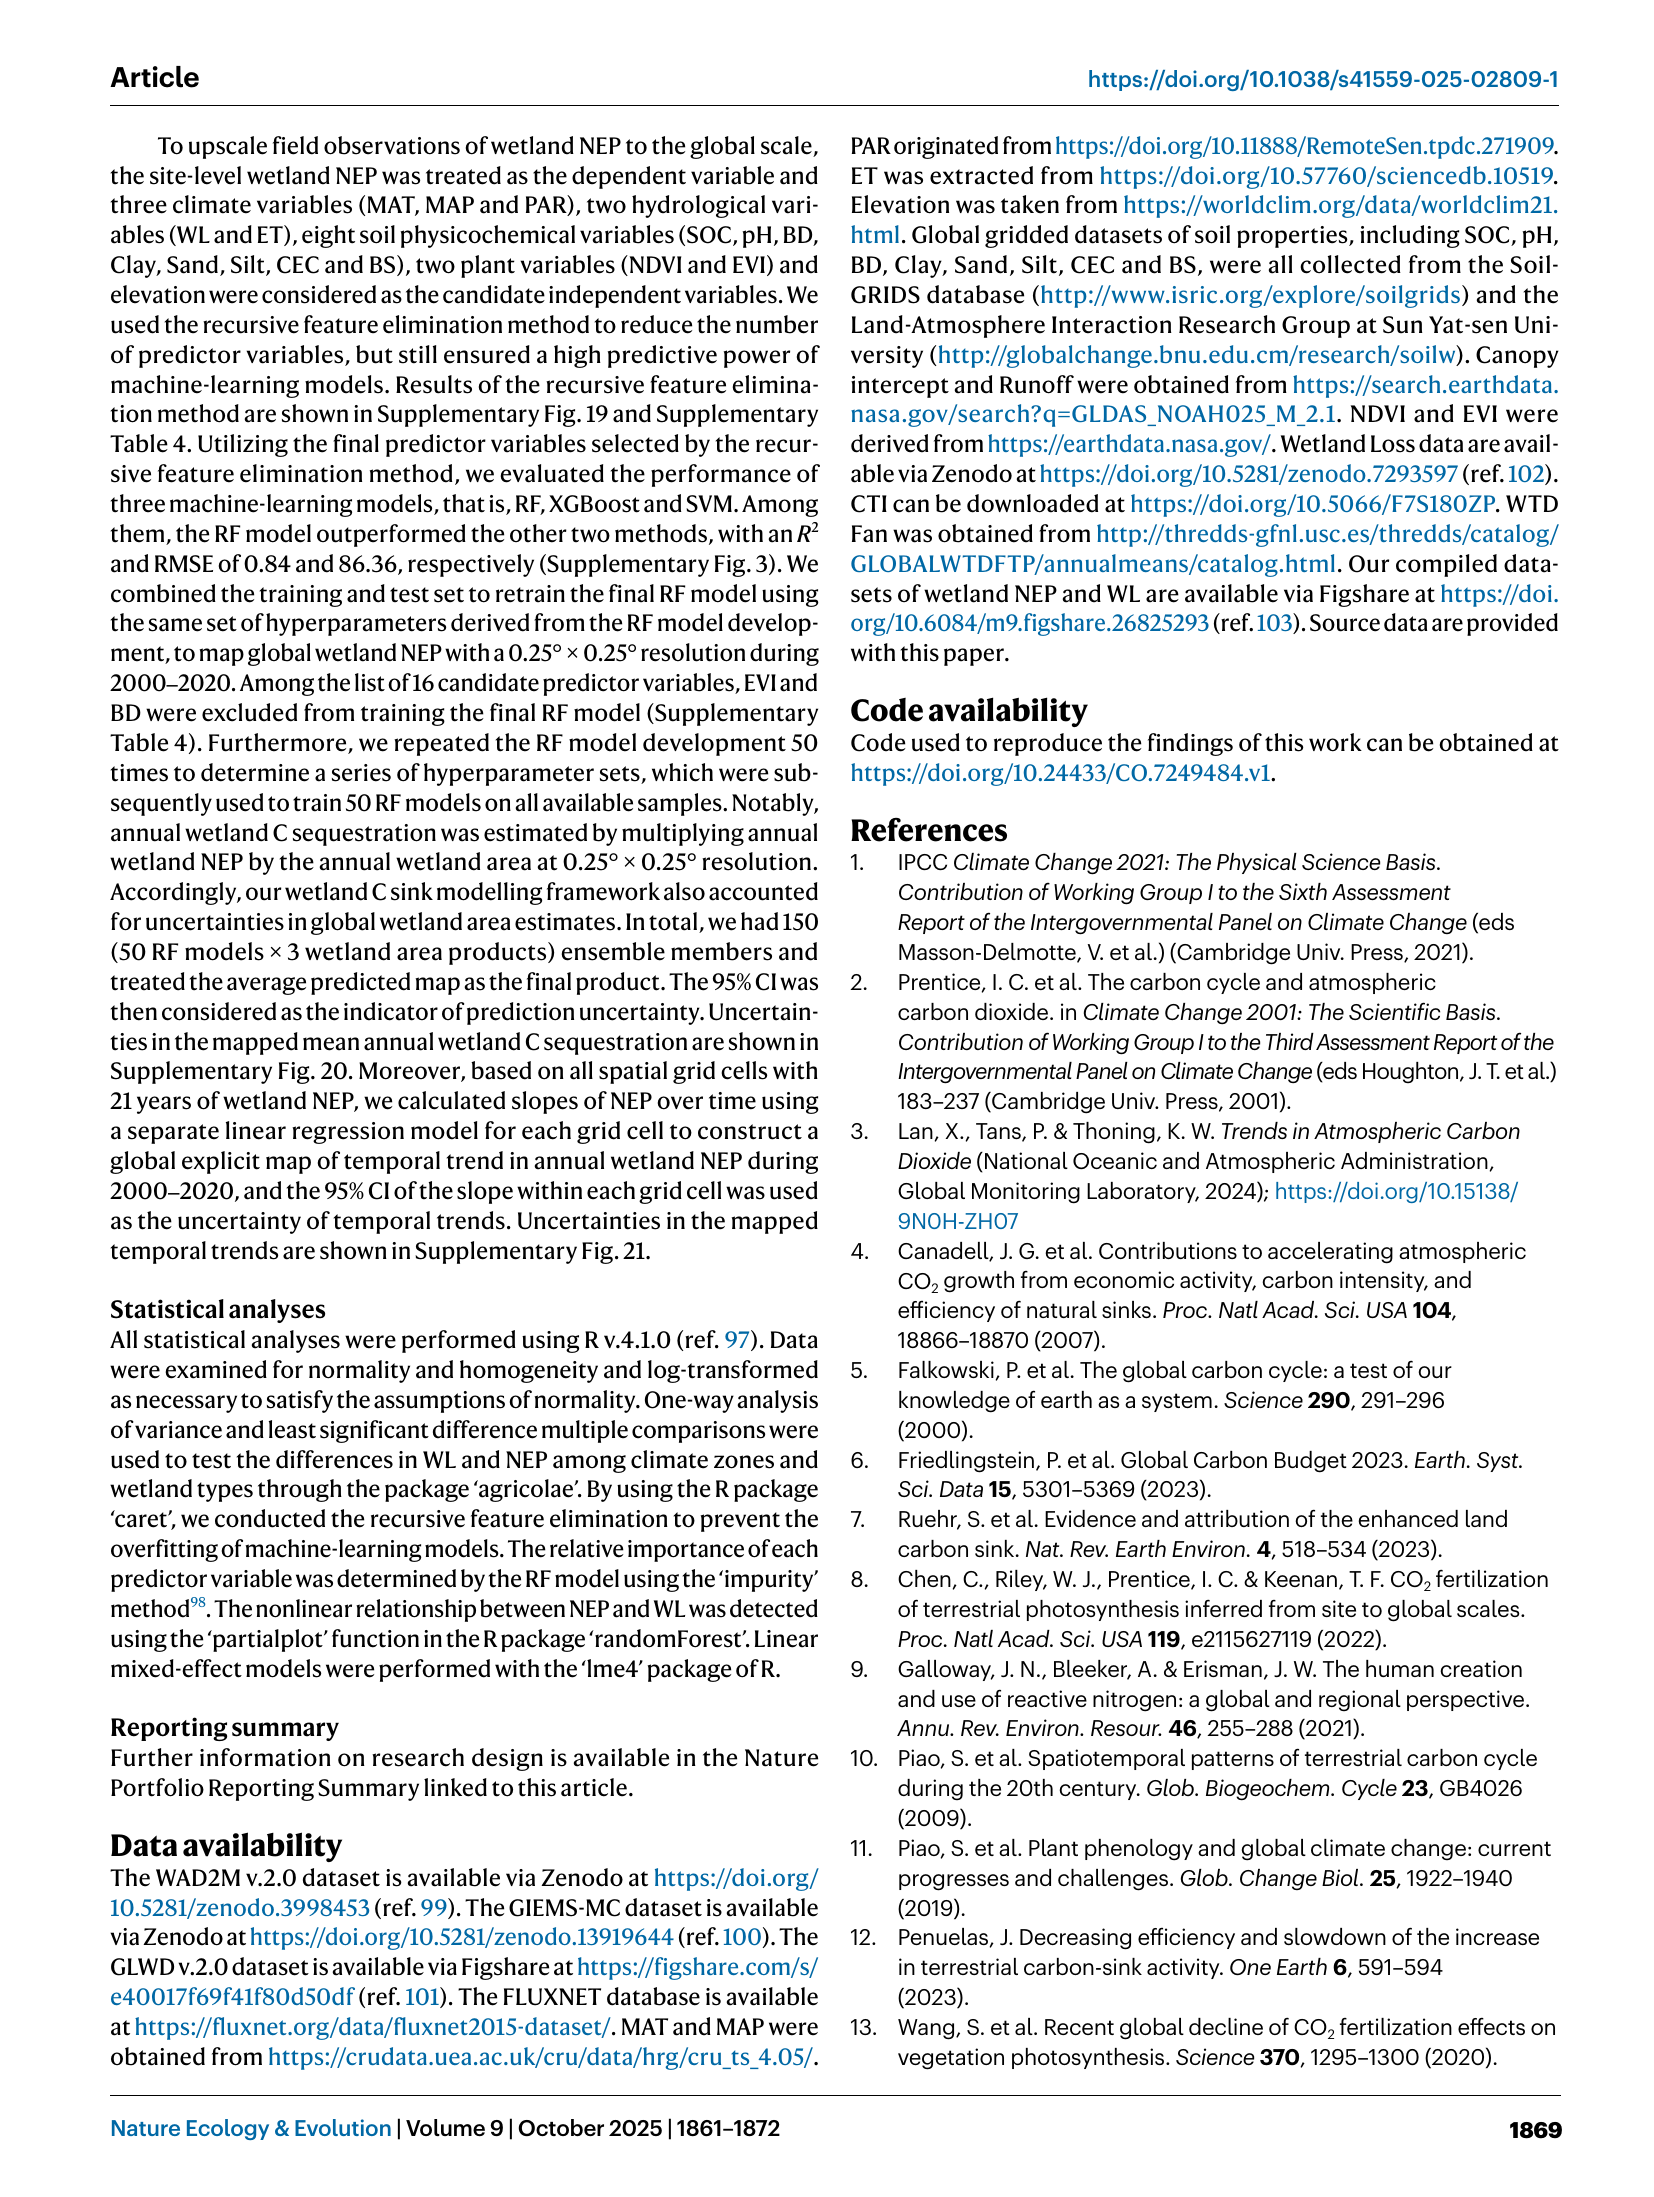 Article
https://doi.org/10.1038/s41559-025-02809-1
To upscale field observations of wetland NEP to the global scale,
the site-level wetland NEP was treated as the dependent variable and
three climate variables (MAT, MAP and PAR), two hydrological vari-
ables (WL and ET), eight soil physicochemical variables (SOC, pH, BD,
Clay, Sand, Silt, CEC and BS), two plant variables (NDVI and EVI) and
elevation were considered as the candidate independent variables. We
used the recursive feature elimination method to reduce the number
of predictor variables, but still ensured a high predictive power of
machine-learning models. Results of the recursive feature elimina-
tion method are shown in Supplementary Fig. 19 and Supplementary
Table 4. Utilizing the final predictor variables selected by the recur-
sive feature elimination method, we evaluated the performance of
three machine-learning models, that is, RF, XGBoost and SVM. Among
them, the RF model outperformed the other two methods, with an R²
and RMSE of 0.84 and 86.36, respectively (Supplementary Fig. 3). We
combined the training and test set to retrain the final RF model using
the same set of hyperparameters derived from the RF model develop-
ment, to map global wetland NEP with a 0.25° × 0.25° resolution during
2000–2020. Among the list of 16 candidate predictor variables, EVI and
BD were excluded from training the final RF model (Supplementary
Table 4). Furthermore, we repeated the RF model development 50
times to determine a series of hyperparameter sets, which were sub-
sequently used to train 50 RF models on all available samples. Notably,
annual wetland C sequestration was estimated by multiplying annual
wetland NEP by the annual wetland area at 0.25° × 0.25° resolution.
Accordingly, our wetland C sink modelling framework also accounted
for uncertainties in global wetland area estimates. In total, we had 150
(50 RF models × 3 wetland area products) ensemble members and
treated the average predicted map as the final product. The 95% CI was
then considered as the indicator of prediction uncertainty. Uncertain-
ties in the mapped mean annual wetland C sequestration are shown in
Supplementary Fig. 20. Moreover, based on all spatial grid cells with
21 years of wetland NEP, we calculated slopes of NEP over time using
a separate linear regression model for each grid cell to construct a
global explicit map of temporal trend in annual wetland NEP during
2000–2020, and the 95% CI of the slope within each grid cell was used
as the uncertainty of temporal trends. Uncertainties in the mapped
temporal trends are shown in Supplementary Fig. 21.
Statistical analyses
All statistical analyses were performed using R v.4.1.0 (ref. 97). Data
were examined for normality and homogeneity and log-transformed
as necessary to satisfy the assumptions of normality. One-way analysis
of variance and least significant difference multiple comparisons were
used to test the differences in WL and NEP among climate zones and
wetland types through the package ‘agricolae’. By using the R package
‘caret’, we conducted the recursive feature elimination to prevent the
overfitting of machine-learning models. The relative importance of each
predictor variable was determined by the RF model using the ‘impurity’
method⁹⁸. The nonlinear relationship between NEP and WL was detected
using the ‘partialplot’ function in the R package ‘randomForest’. Linear
mixed-effect models were performed with the ‘lme4’ package of R.
Reporting summary
Further information on research design is available in the Nature
Portfolio Reporting Summary linked to this article.
Data availability
The WAD2M v.2.0 dataset is available via Zenodo at https://doi.org/
10.5281/zenodo.3998453 (ref. 99). The GIEMS-MC dataset is available
via Zenodo at https://doi.org/10.5281/zenodo.13919644 (ref. 100). The
GLWD v.2.0 dataset is available via Figshare at https://figshare.com/s/
e40017f69f41f80d50df (ref. 101). The FLUXNET database is available
at https://fluxnet.org/data/fluxnet2015-dataset/. MAT and MAP were
obtained from https://crudata.uea.ac.uk/cru/data/hrg/cru_ts_4.05/.
PAR originated from https://doi.org/10.11888/RemoteSen.tpdc.271909.
ET was extracted from https://doi.org/10.57760/sciencedb.10519.
Elevation was taken from https://worldclim.org/data/worldclim21.
html. Global gridded datasets of soil properties, including SOC, pH,
BD, Clay, Sand, Silt, CEC and BS, were all collected from the Soil-
GRIDS database (http://www.isric.org/explore/soilgrids) and the
Land-Atmosphere Interaction Research Group at Sun Yat-sen Uni-
versity (http://globalchange.bnu.edu.cm/research/soilw). Canopy
intercept and Runoff were obtained from https://search.earthdata.
nasa.gov/search?q=GLDAS_NOAH025_M_2.1. NDVI and EVI were
derived from https://earthdata.nasa.gov/. Wetland Loss data are avail-
able via Zenodo at https://doi.org/10.5281/zenodo.7293597 (ref. 102).
CTI can be downloaded at https://doi.org/10.5066/F7S180ZP. WTD
Fan was obtained from http://thredds-gfnl.usc.es/thredds/catalog/
GLOBALWTDFTP/annualmeans/catalog.html. Our compiled data-
sets of wetland NEP and WL are available via Figshare at https://doi.
org/10.6084/m9.figshare.26825293 (ref. 103). Source data are provided
with this paper.
Code availability
Code used to reproduce the findings of this work can be obtained at
https://doi.org/10.24433/CO.7249484.v1.
References
1. IPCC Climate Change 2021: The Physical Science Basis.
Contribution of Working Group I to the Sixth Assessment
Report of the Intergovernmental Panel on Climate Change (eds
Masson-Delmotte, V. et al.) (Cambridge Univ. Press, 2021).
2. Prentice, I. C. et al. The carbon cycle and atmospheric
carbon dioxide. in Climate Change 2001: The Scientific Basis.
Contribution of Working Group I to the Third Assessment Report of the
Intergovernmental Panel on Climate Change (eds Houghton, J. T. et al.)
183–237 (Cambridge Univ. Press, 2001).
3. Lan, X., Tans, P. & Thoning, K. W. Trends in Atmospheric Carbon
Dioxide (National Oceanic and Atmospheric Administration,
Global Monitoring Laboratory, 2024); https://doi.org/10.15138/
9N0H-ZH07
4. Canadell, J. G. et al. Contributions to accelerating atmospheric
CO₂ growth from economic activity, carbon intensity, and
efficiency of natural sinks. Proc. Natl Acad. Sci. USA 104,
18866–18870 (2007).
5. Falkowski, P. et al. The global carbon cycle: a test of our
knowledge of earth as a system. Science 290, 291–296
(2000).
6. Friedlingstein, P. et al. Global Carbon Budget 2023. Earth. Syst.
Sci. Data 15, 5301–5369 (2023).
7. Ruehr, S. et al. Evidence and attribution of the enhanced land
carbon sink. Nat. Rev. Earth Environ. 4, 518–534 (2023).
8. Chen, C., Riley, W. J., Prentice, I. C. & Keenan, T. F. CO₂ fertilization
of terrestrial photosynthesis inferred from site to global scales.
Proc. Natl Acad. Sci. USA 119, e2115627119 (2022).
9. Galloway, J. N., Bleeker, A. & Erisman, J. W. The human creation
and use of reactive nitrogen: a global and regional perspective.
Annu. Rev. Environ. Resour. 46, 255–288 (2021).
10. Piao, S. et al. Spatiotemporal patterns of terrestrial carbon cycle
during the 20th century. Glob. Biogeochem. Cycle 23, GB4026
(2009).
11. Piao, S. et al. Plant phenology and global climate change: current
progresses and challenges. Glob. Change Biol. 25, 1922–1940
(2019).
12. Penuelas, J. Decreasing efficiency and slowdown of the increase
in terrestrial carbon-sink activity. One Earth 6, 591–594
(2023).
13. Wang, S. et al. Recent global decline of CO₂ fertilization effects on
vegetation photosynthesis. Science 370, 1295–1300 (2020).
Nature Ecology & Evolution | Volume 9 | October 2025 | 1861–1872
1869